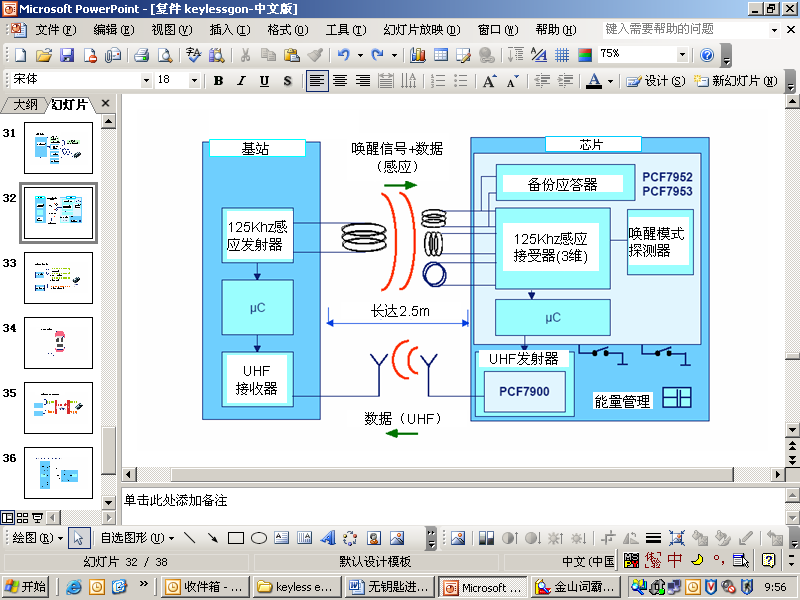 Microsoft PowerPoint - [复件 keylessgon-中文版]
文件(F) 编辑(E) 视图(V) 插入(I) 格式(O) 工具(T) 幻灯片放映(D) 窗口(W) 帮助(H) 键入需要帮助的问题
75%
宋体 18 B I U S A A A 设计(S) 新幻灯片(N)
大纲 幻灯片
31
32
33
34
35
36
基站
唤醒信号+数据
(感应)
芯片
备份应答器
PCF7952
PCF7953
125Khz感
应发射器
125Khz感应
接受器(3维)
唤醒模式
探测器
µC
长达2.5m
µC
UHF
接收器
UHF发射器
PCF7900
能量管理
数据（UHF）
单击此处添加备注
绘图(R) 自选图形(U)
幻灯片 32 / 38 默认设计模板 中文(中国
开始 收件箱 - ... keyless e... 无钥匙进... Microsoft ... 金山词霸... 9:56